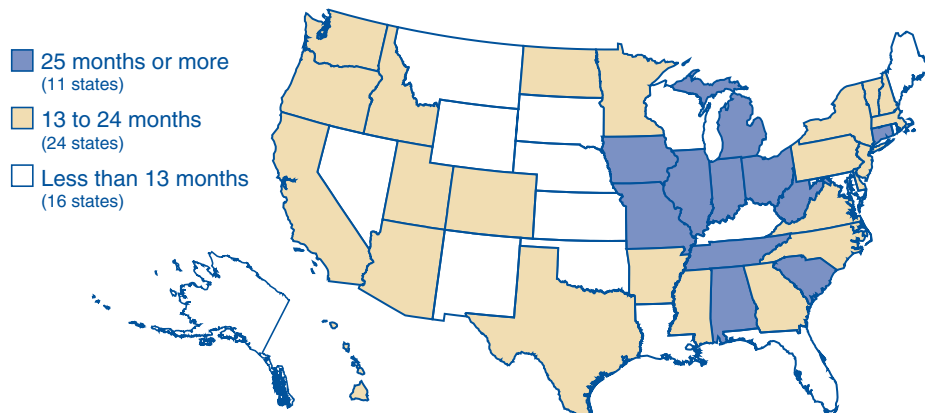 25 months or more
(11 states)
13 to 24 months
(24 states)
Less than 13 months
(16 states)